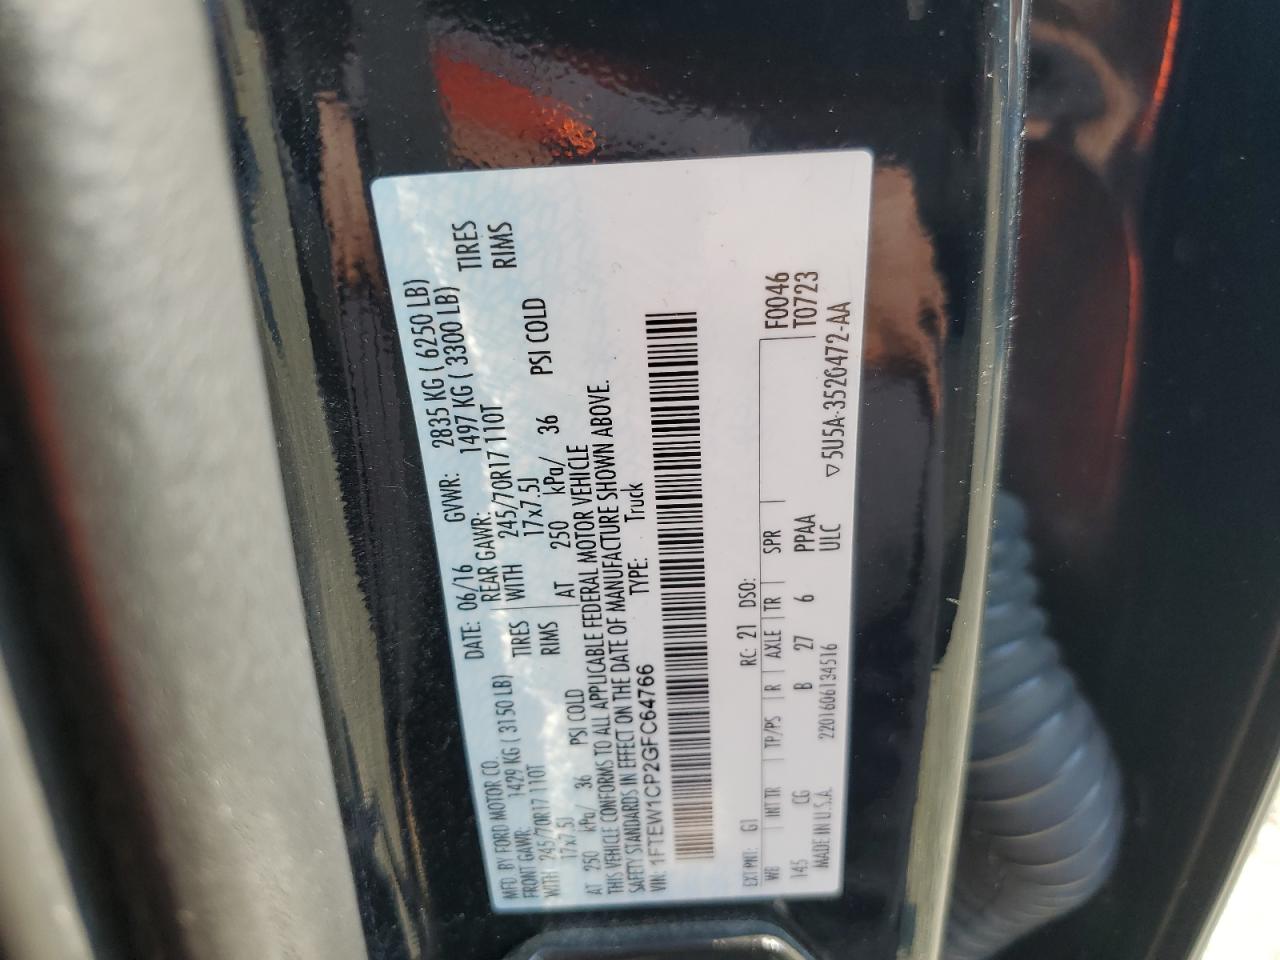 MFD. BY FORD MOTOR CO.
DATE: 06/16 GVWR: 2835 KG ( 6250 LB)
FRONT GAWR: 1429 KG ( 3150 LB) REAR GAWR: 1497 KG ( 3300 LB)
WITH 245/70R17 110T TIRES WITH 245/70R17 110T TIRES
17x7.5J RIMS 17x7.5J RIMS
AT 250 kPa/ 36 PSI COLD AT 250 kPa/ 36 PSI COLD
THIS VEHICLE CONFORMS TO ALL APPLICABLE FEDERAL MOTOR VEHICLE
SAFETY STANDARDS IN EFFECT ON THE DATE OF MANUFACTURE SHOWN ABOVE.
VIN: 1FTEW1CP2GFC64766 TYPE: Truck
EXT PNT: G1 RC: 21 DSO:
WB INT TR TP/PS R AXLE TR SPR F0046
145 CG B 27 6 PPAA T0723
MADE IN U.S.A. 2201606134516 ULC ▽5U5A-3520472-AA